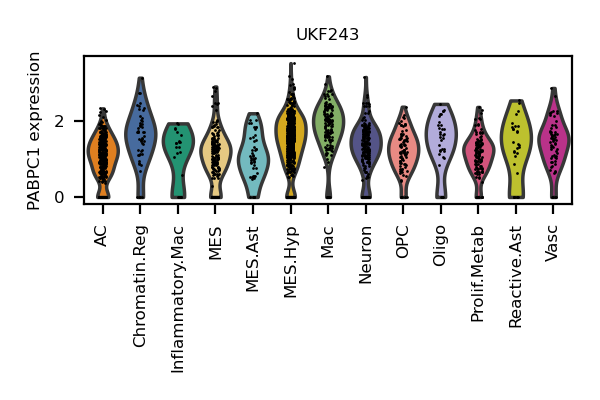 UKF243
PABPC1 expression
2
0
AC
Chromatin.Reg
Inflammatory.Mac
MES
MES.Ast
MES.Hyp
Mac
Neuron
OPC
Oligo
Prolif.Metab
Reactive.Ast
Vasc